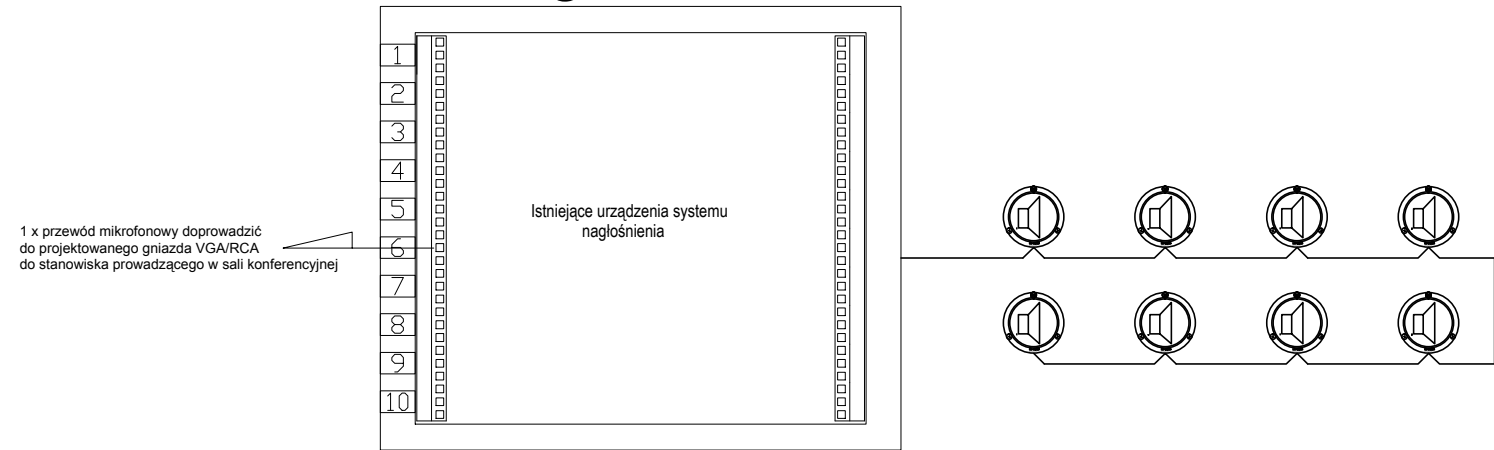 1
2
3
4
5
6
7
8
9
10
Istniejące urządzenia systemu
nagłośnienia
1 x przewód mikrofonowy doprowadzić
do projektowanego gniazda VGA/RCA
do stanowiska prowadzącego w sali konferencyjnej